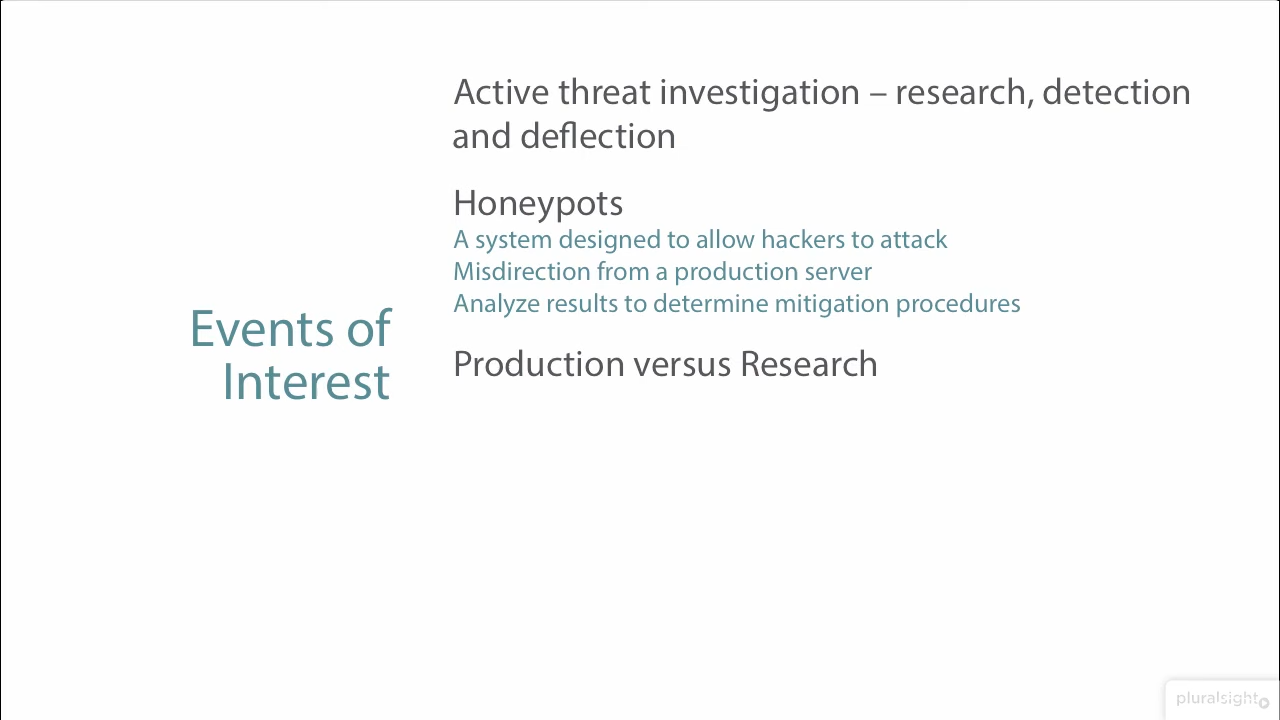 Active threat investigation – research, detection
and deflection
Honeypots
A system designed to allow hackers to attack
Misdirection from a production server
Analyze results to determine mitigation procedures
Events of
Interest
Production versus Research
pluralsight